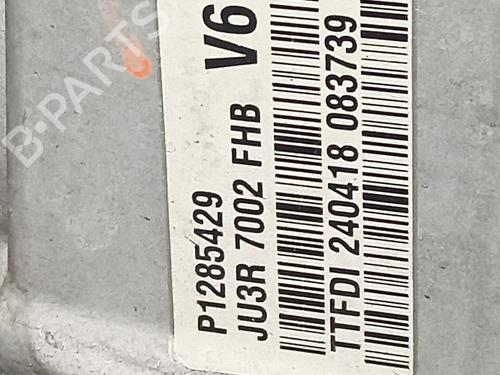 B-PARTS
P1285429
JU3R 7002 FHB V6
TTFDI 240418 083739